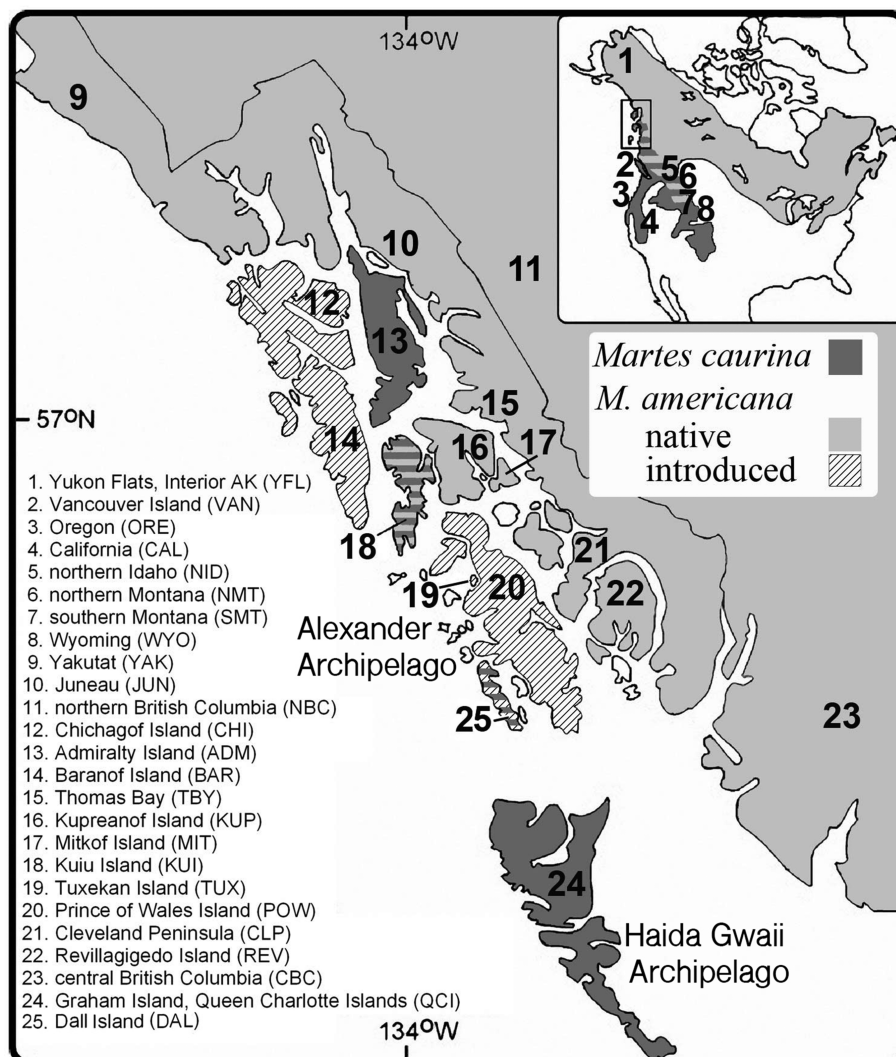 134oW
9
1
2
5
6
3
4
7
8
10
11
12
13
Martes caurina
M. americana
native
introduced
57oN
15
14
16
17
1. Yukon Flats, Interior AK (YFL)
2. Vancouver Island (VAN)
3. Oregon (ORE)
4. California (CAL)
5. northern Idaho (NID)
6. northern Montana (NMT)
7. southern Montana (SMT)
8. Wyoming (WYO)
9. Yakutat (YAK)
10. Juneau (JUN)
11. northern British Columbia (NBC)
12. Chichagof Island (CHI)
13. Admiralty Island (ADM)
14. Baranof Island (BAR)
15. Thomas Bay (TBY)
16. Kupreanof Island (KUP)
17. Mitkof Island (MIT)
18. Kuiu Island (KUI)
19. Tuxekan Island (TUX)
20. Prince of Wales Island (POW)
21. Cleveland Peninsula (CLP)
22. Revillagigedo Island (REV)
23. central British Columbia (CBC)
24. Graham Island, Queen Charlotte Islands (QCI)
25. Dall Island (DAL)
18
21
19
20
22
Alexander
Archipelago
25
23
24
Haida Gwaii
Archipelago
134oW